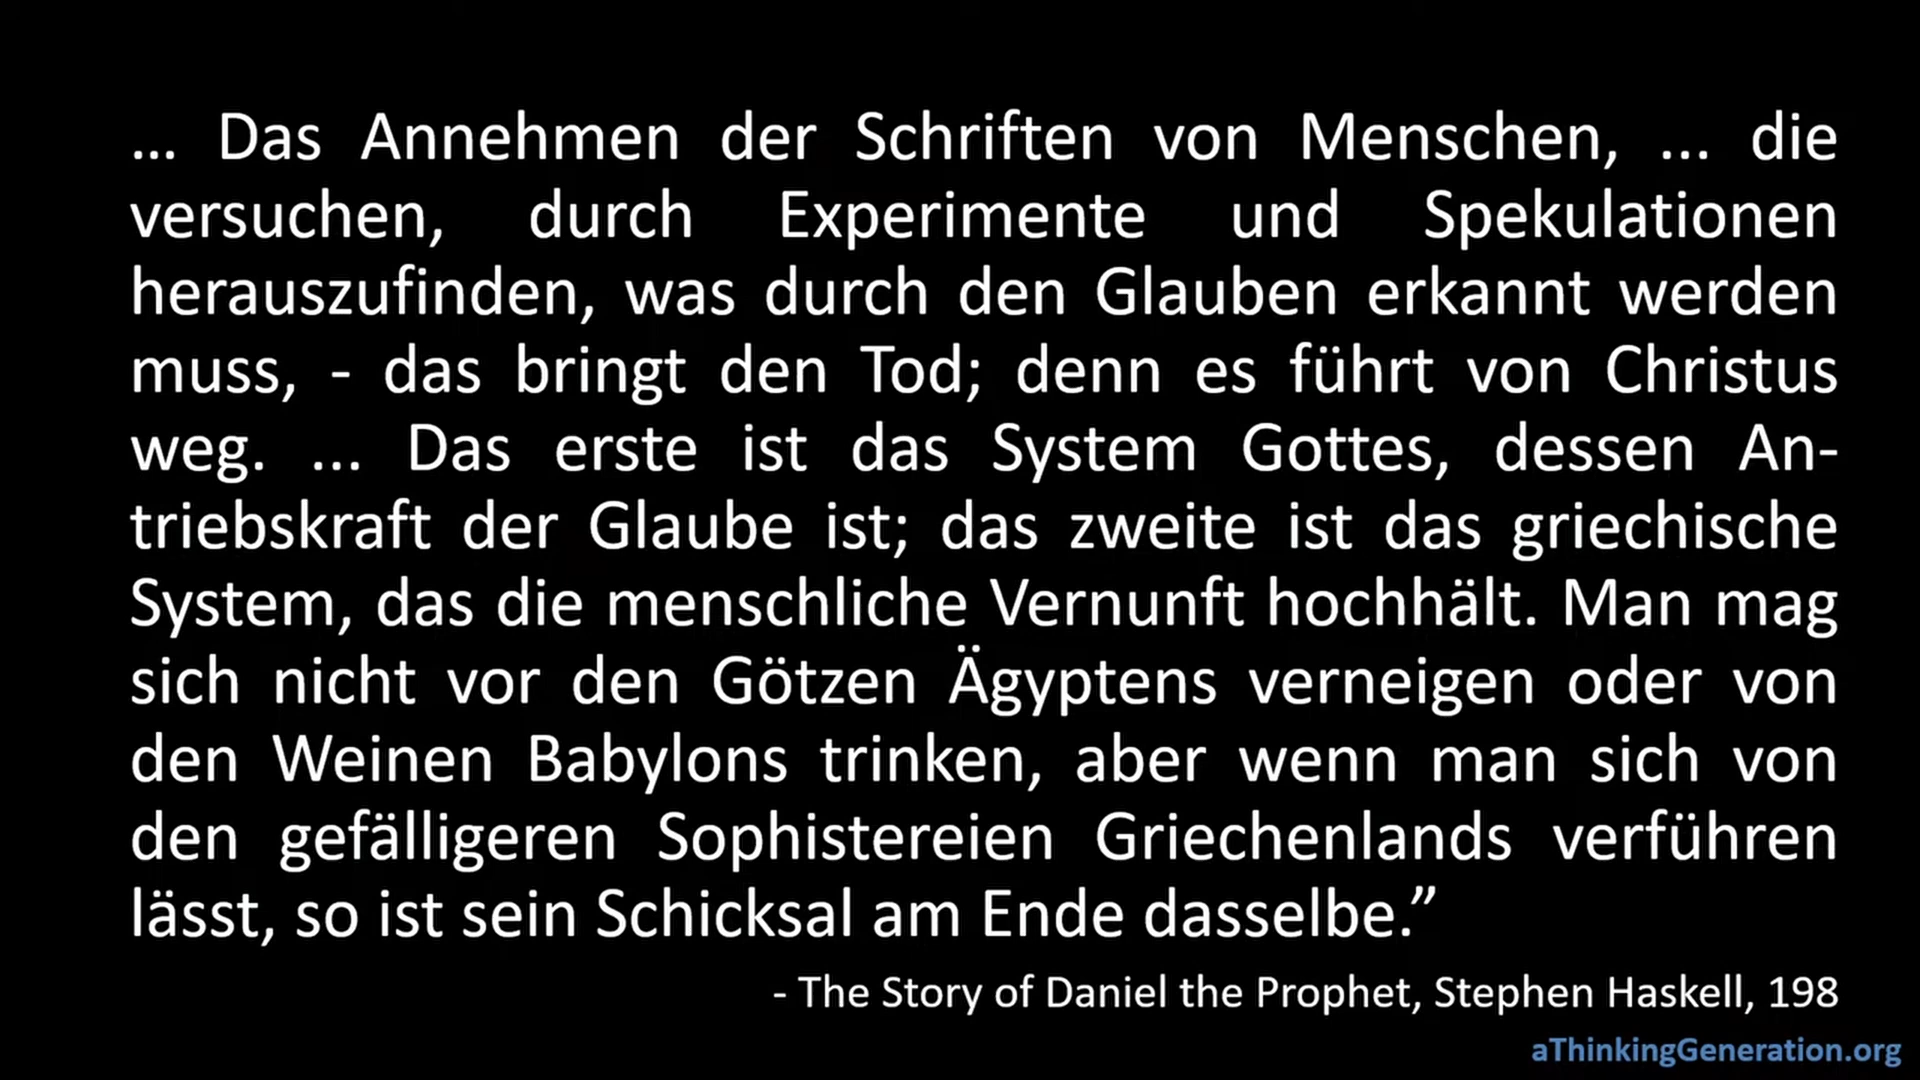 ... Das Annehmen der Schriften von Menschen, ... die
versuchen, durch Experimente und Spekulationen
herauszufinden, was durch den Glauben erkannt werden
muss, - das bringt den Tod; denn es führt von Christus
weg. ... Das erste ist das System Gottes, dessen An-
triebskraft der Glaube ist; das zweite ist das griechische
System, das die menschliche Vernunft hochhält. Man mag
sich nicht vor den Götzen Ägyptens verneigen oder von
den Weinen Babylons trinken, aber wenn man sich von
den gefälligeren Sophistereien Griechenlands verführen
lässt, so ist sein Schicksal am Ende dasselbe.”
- The Story of Daniel the Prophet, Stephen Haskell, 198
aThinkingGeneration.org